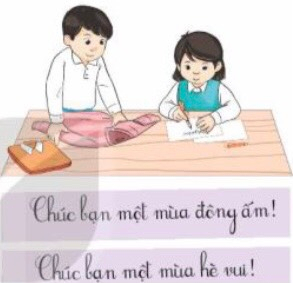 Chúc bạn một mùa đông ấm!
Chúc bạn một mùa hè vui!